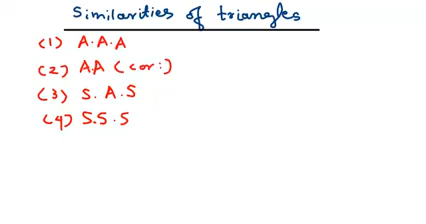 Similarities of triangles
(1) A.A.A
(2) A.A (cor:)
(3) S.A.S
(4) S.S.S